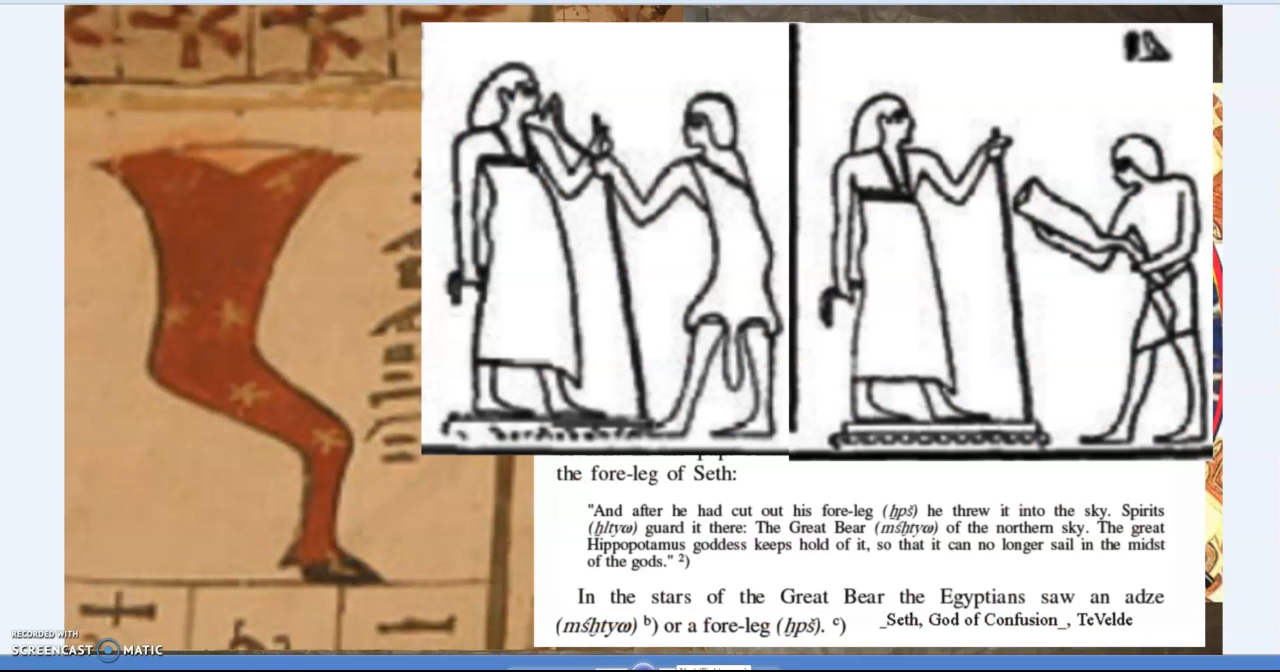 the fore-leg of Seth:
"And after he had cut out his fore-leg (ḫpš) he threw it into the sky. Spirits
(ḫltyw) guard it there: The Great Bear (mśḫtyw) of the northern sky. The great
Hippopotamus goddess keeps hold of it, so that it can no longer sail in the midst
of the gods." ²)
In the stars of the Great Bear the Egyptians saw an adze
(mśḫtyw) ᵇ) or a fore-leg (ḫpš). ᶜ) _Seth, God of Confusion_, TeVelde
RECORDED WITH
SCREENCAST MATIC